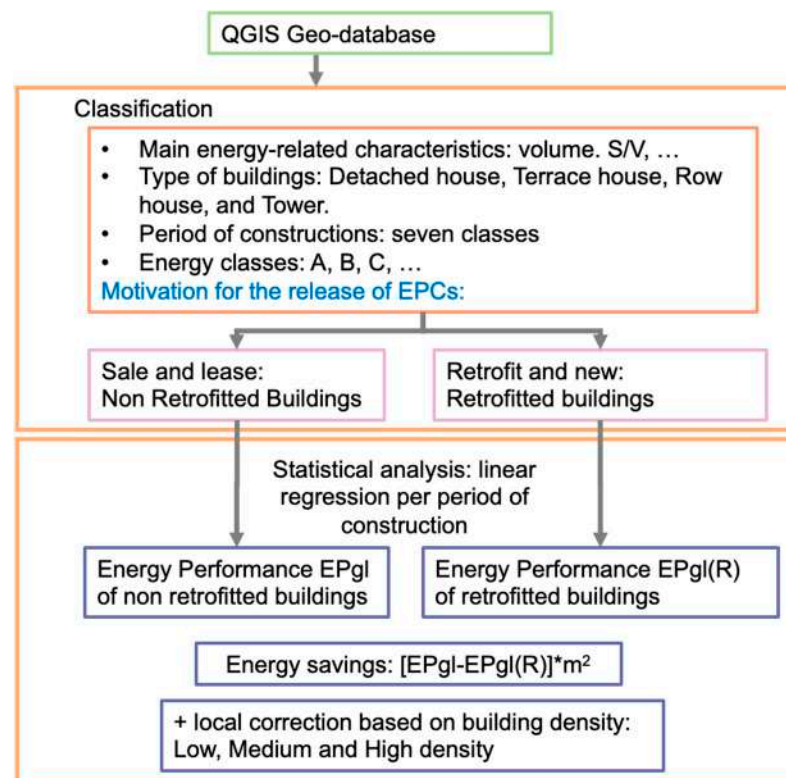 QGIS Geo-database
Classification
• Main energy-related characteristics: volume. S/V, ...
• Type of buildings: Detached house, Terrace house, Row
house, and Tower.
• Period of constructions: seven classes
• Energy classes: A, B, C, ...
Motivation for the release of EPCs:
Sale and lease:
Non Retrofitted Buildings
Retrofit and new:
Retrofitted buildings
Statistical analysis: linear
regression per period of
construction
Energy Performance EPgl
of non retrofitted buildings
Energy Performance EPgl(R)
of retrofitted buildings
Energy savings: [EPgl-EPgl(R)]*m²
+ local correction based on building density:
Low, Medium and High density